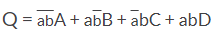 Q = a̅b̅A + ab̅B + a̅bC + abD